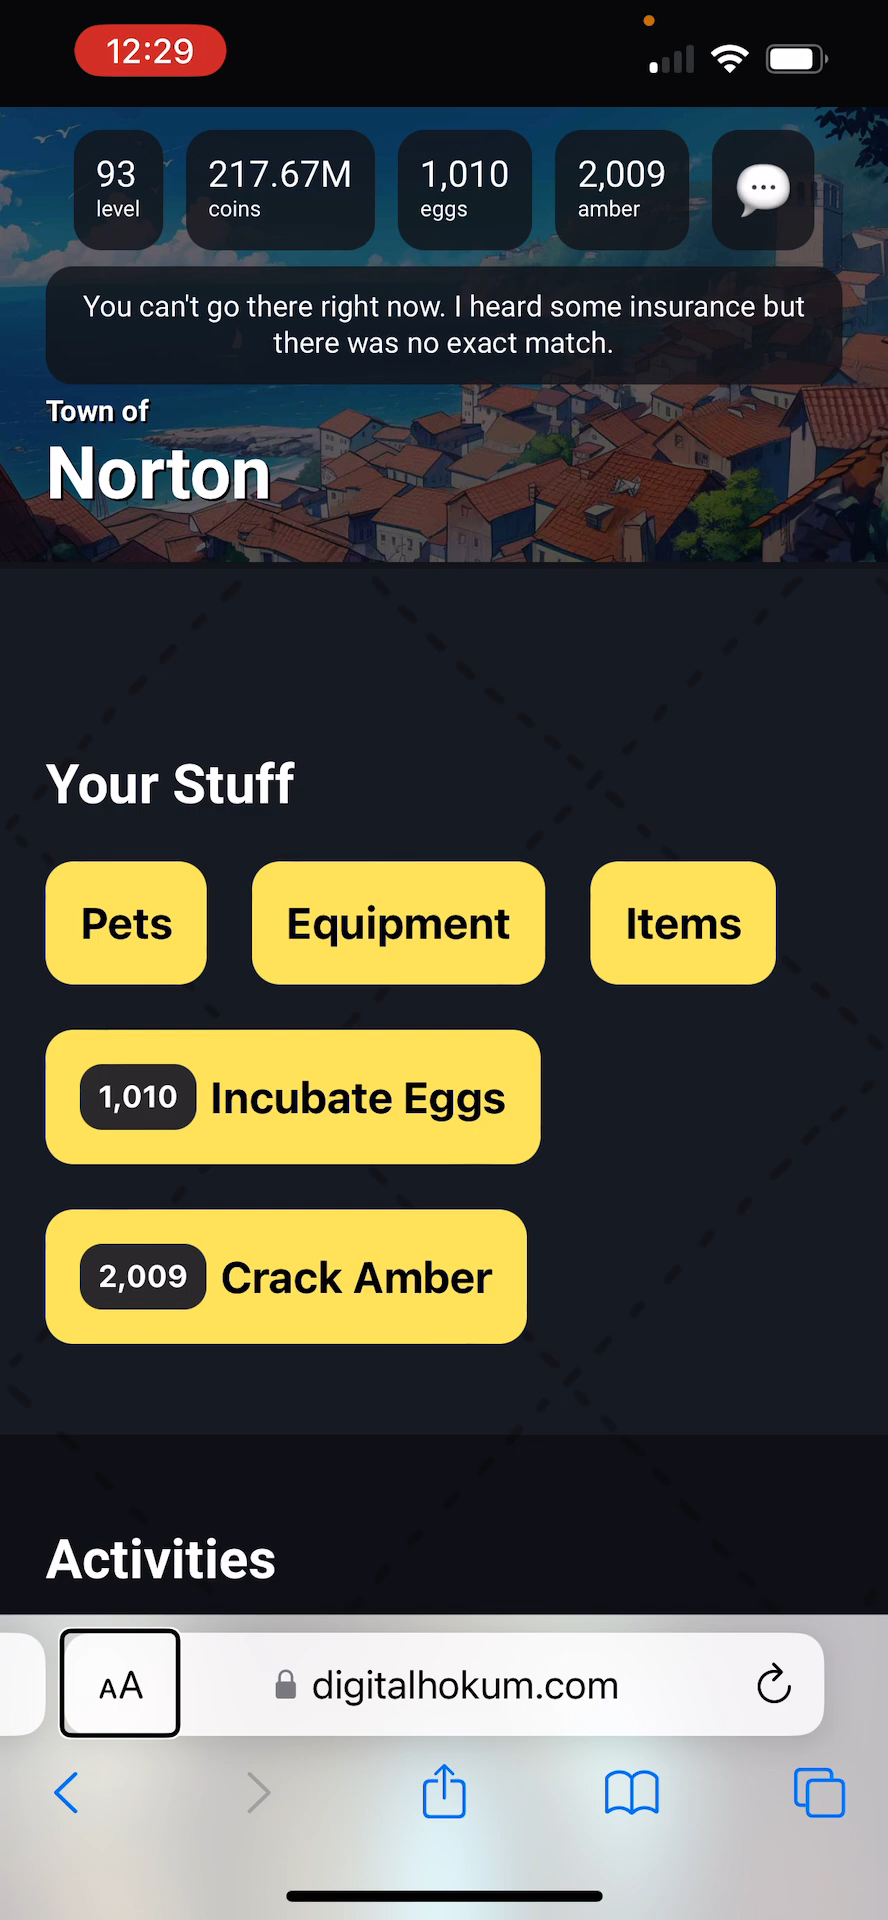 12:29
93
level
217.67M
coins
1,010
eggs
2,009
amber
You can't go there right now. I heard some insurance but
there was no exact match.
Town of
Norton
Your Stuff
Pets
Equipment
Items
1,010 Incubate Eggs
2,009 Crack Amber
Activities
AA
digitalhokum.com